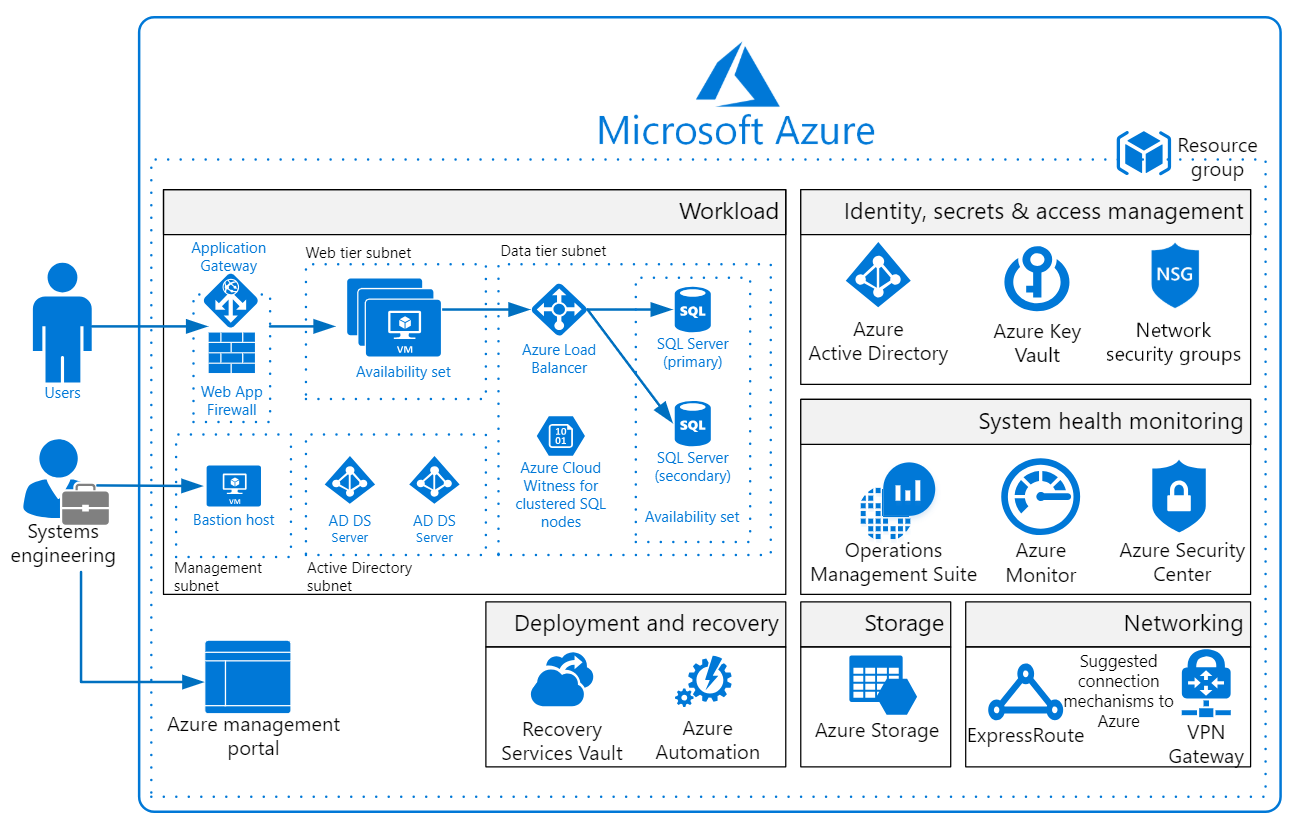 Microsoft Azure
Resource
group
Workload
Application
Gateway
Web App
Firewall
Web tier subnet
VM
Availability set
Data tier subnet
Azure Load
Balancer
SQL
SQL Server
(primary)
SQL
SQL Server
(secondary)
Availability set
10
01
Azure Cloud
Witness for
clustered SQL
nodes
Users
Systems
engineering
VM
Bastion host
Management
subnet
AD DS
Server
AD DS
Server
Active Directory
subnet
Azure management
portal
Identity, secrets & access management
Azure
Active Directory
Azure Key
Vault
NSG
Network
security groups
System health monitoring
Operations
Management Suite
Azure
Monitor
Azure Security
Center
Deployment and recovery
Recovery
Services Vault
Azure
Automation
Storage
Azure Storage
Networking
ExpressRoute
Suggested
connection
mechanisms to
Azure
VPN
Gateway